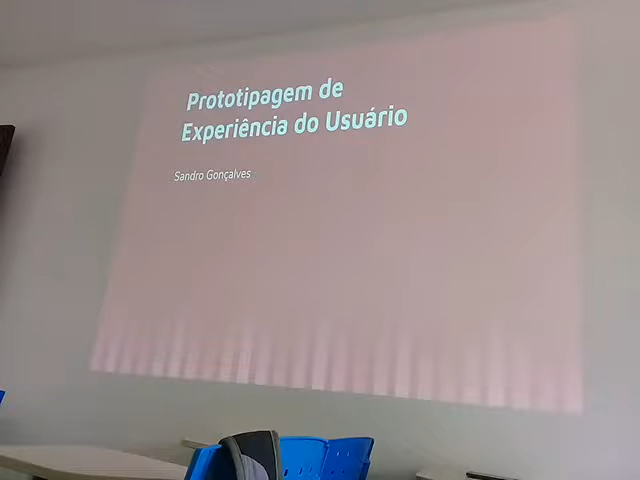 Prototipagem de
Experiência do Usuário
Sandro Gonçalves